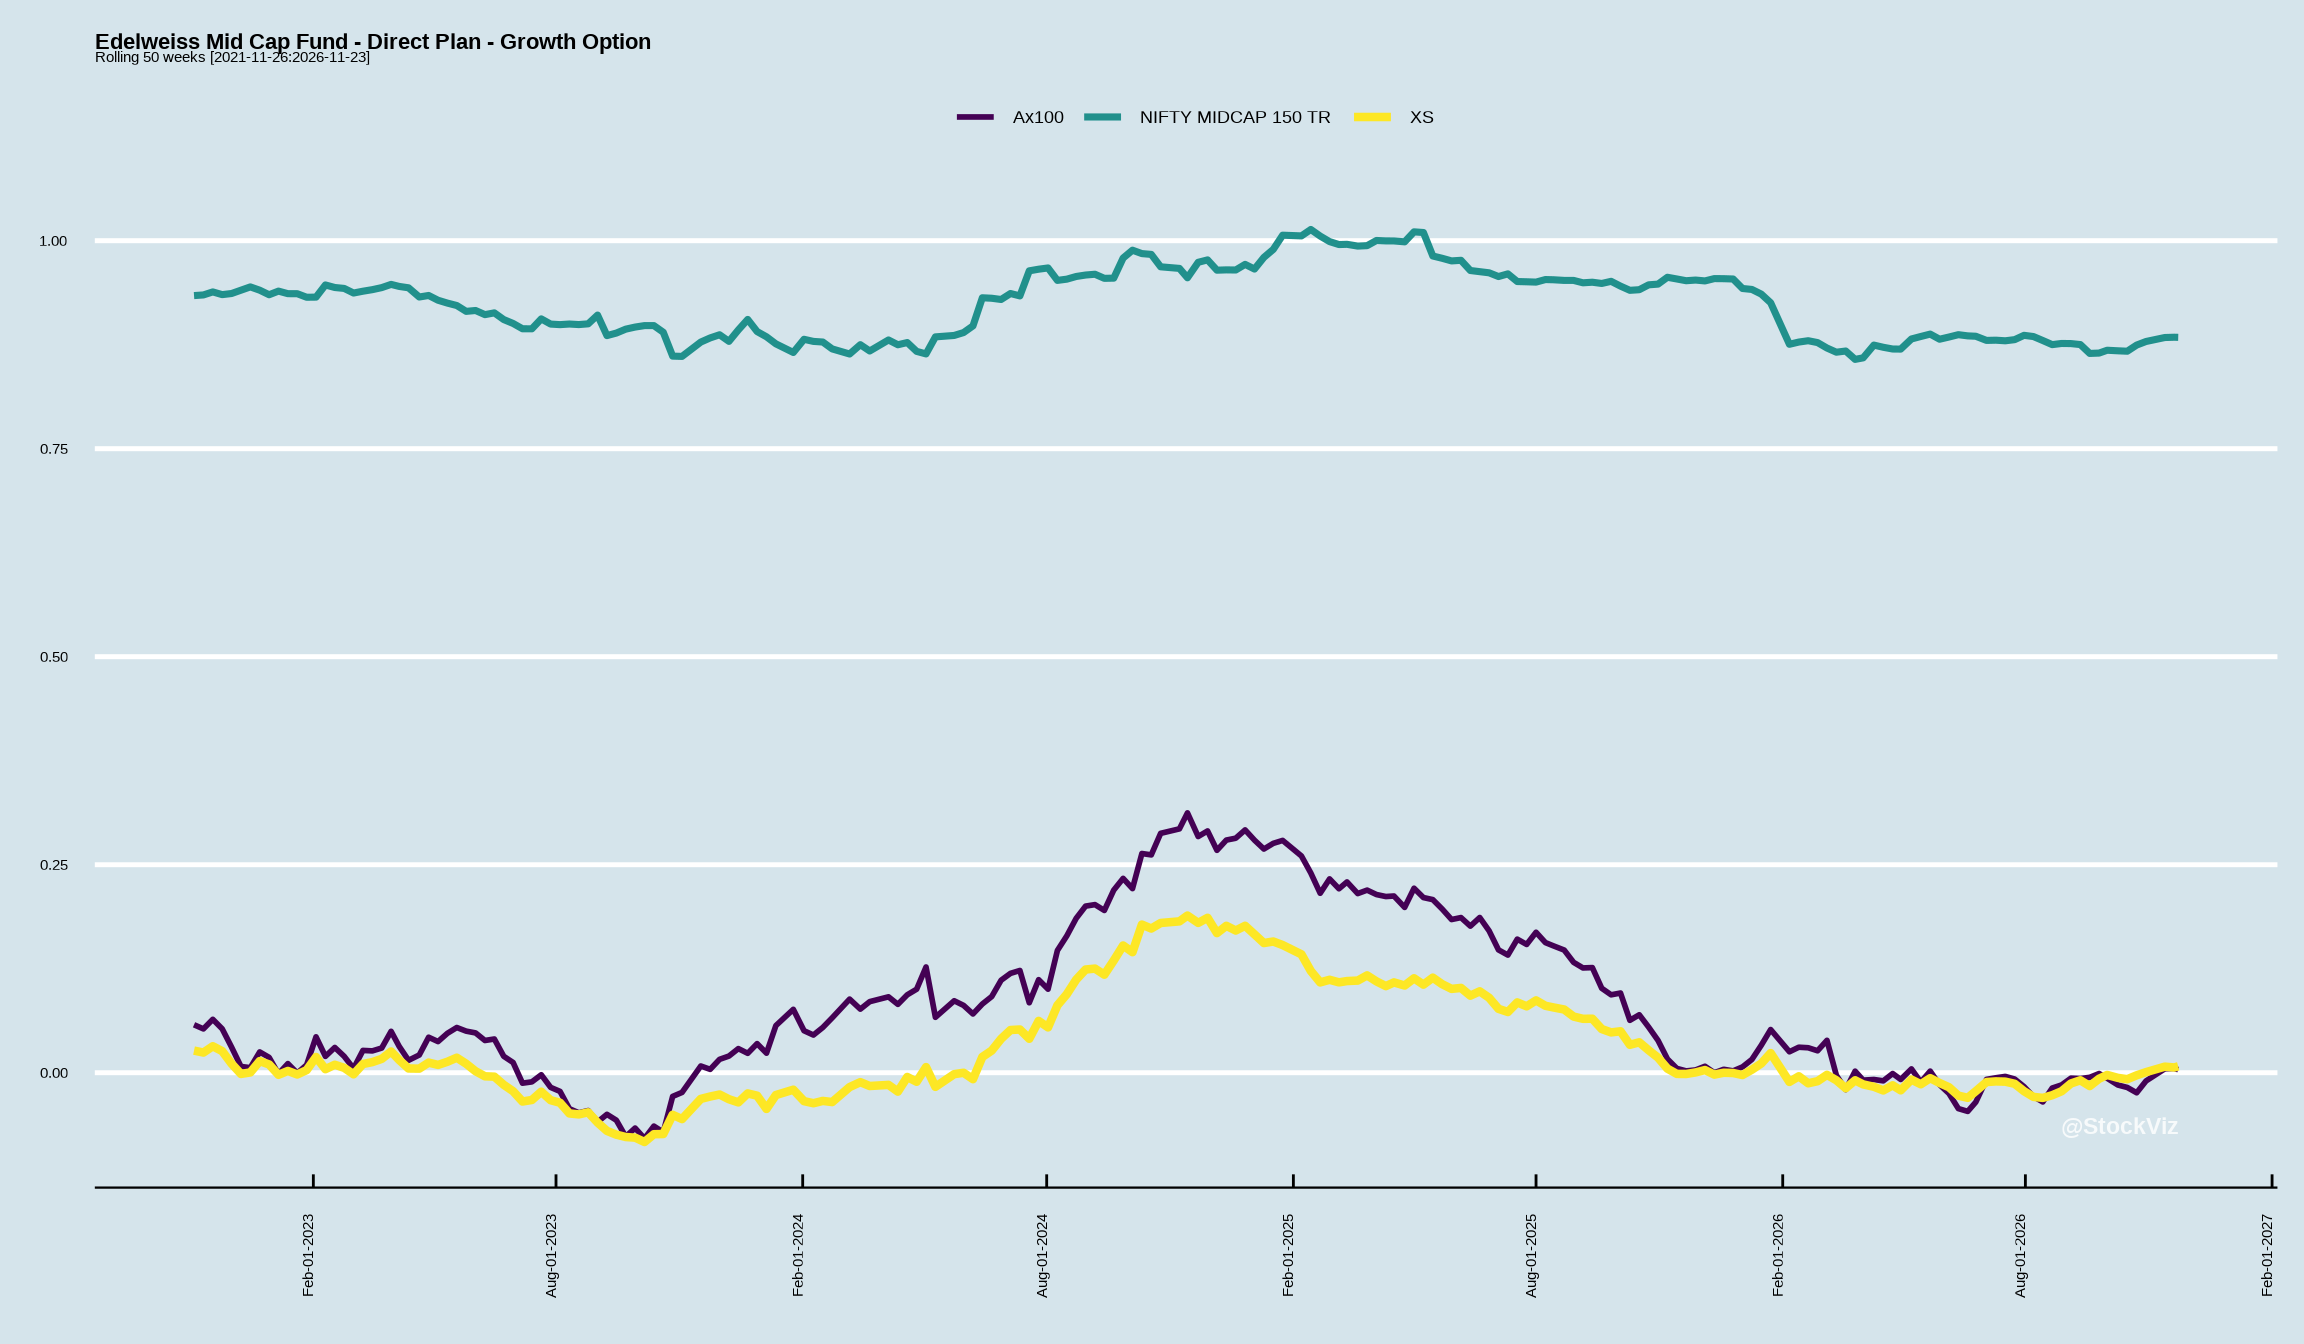 Edelweiss Mid Cap Fund - Direct Plan - Growth Option
Rolling 50 weeks [2021-11-26:2026-11-23]
Ax100 NIFTY MIDCAP 150 TR XS
1.00
0.75
0.50
0.25
0.00
@StockViz
Feb-01-2023 Aug-01-2023 Feb-01-2024 Aug-01-2024 Feb-01-2025 Aug-01-2025 Feb-01-2026 Aug-01-2026 Feb-01-2027